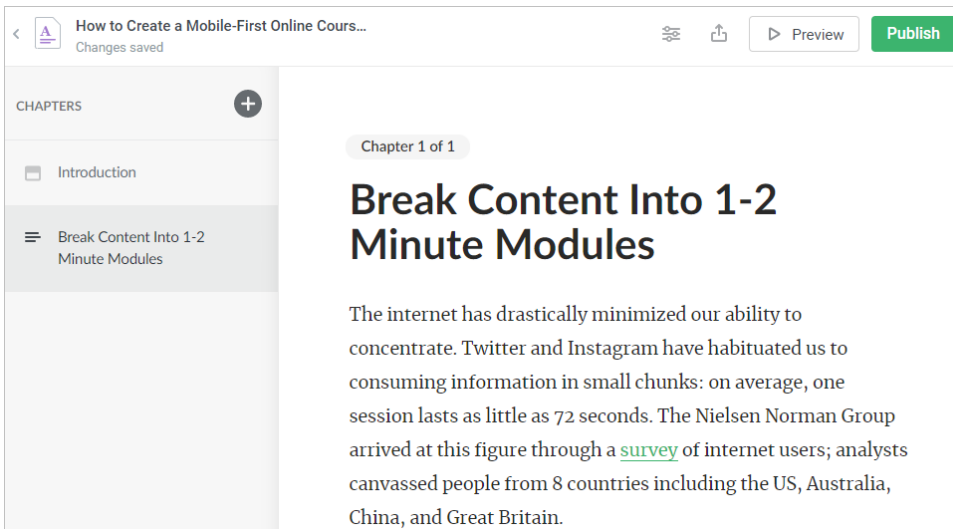 How to Create a Mobile-First Online Cours...
Changes saved
Preview
Publish
CHAPTERS
Introduction
Break Content Into 1-2
Minute Modules
Chapter 1 of 1
Break Content Into 1-2
Minute Modules
The internet has drastically minimized our ability to
concentrate. Twitter and Instagram have habituated us to
consuming information in small chunks: on average, one
session lasts as little as 72 seconds. The Nielsen Norman Group
arrived at this figure through a survey of internet users; analysts
canvassed people from 8 countries including the US, Australia,
China, and Great Britain.